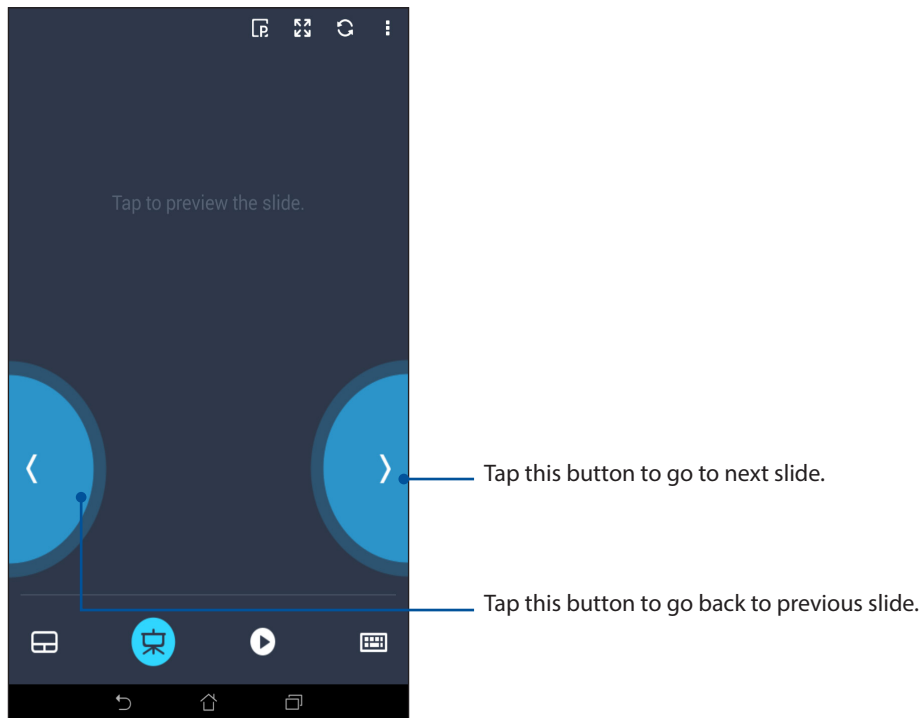 Tap to preview the slide.
Tap this button to go to next slide.
Tap this button to go back to previous slide.